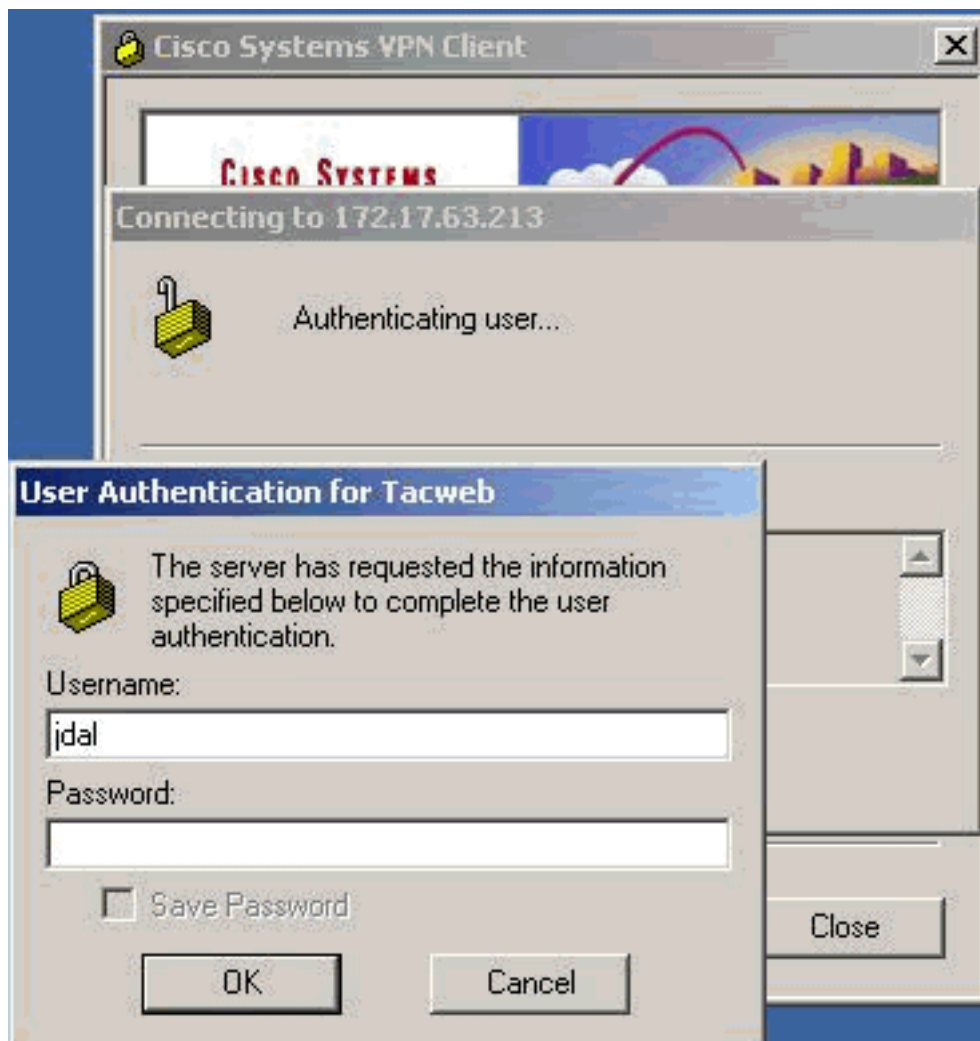 Cisco Systems VPN Client
CISCO SYSTEMS
Connecting to 172.17.63.213
Authenticating user...
User Authentication for Tacweb
The server has requested the information
specified below to complete the user
authentication.
Username:
jdal
Password:
Save Password
OK
Cancel
Close